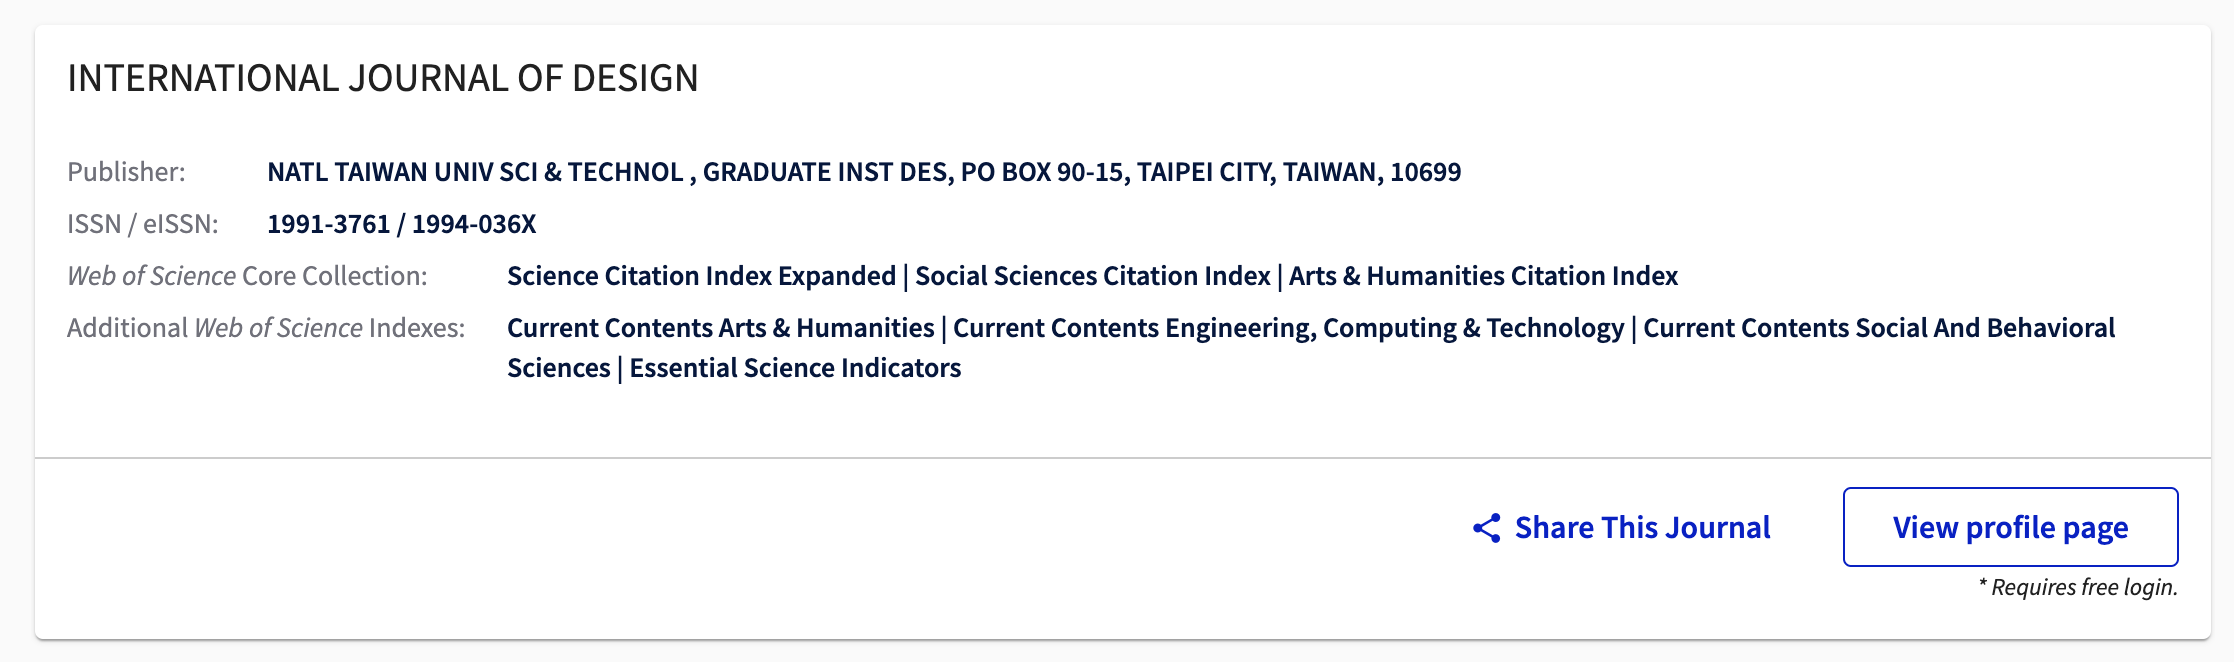 INTERNATIONAL JOURNAL OF DESIGN
Publisher: NATL TAIWAN UNIV SCI & TECHNOL , GRADUATE INST DES, PO BOX 90-15, TAIPEI CITY, TAIWAN, 10699
ISSN / eISSN: 1991-3761 / 1994-036X
Web of Science Core Collection: Science Citation Index Expanded | Social Sciences Citation Index | Arts & Humanities Citation Index
Additional Web of Science Indexes: Current Contents Arts & Humanities | Current Contents Engineering, Computing & Technology | Current Contents Social And Behavioral
Sciences | Essential Science Indicators
Share This Journal View profile page
* Requires free login.